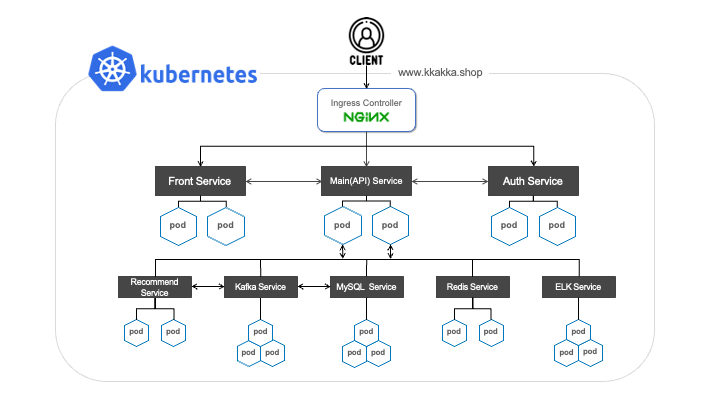 CLIENT
kubernetes
www.kkakka.shop
Ingress Controller
NGINX
Front Service
Main(API) Service
Auth Service
pod
pod
pod
pod
pod
pod
Recommend
Service
Kafka Service
MySQL Service
Redis Service
ELK Service
pod
pod
pod
pod
pod
pod
pod
pod
pod
pod
pod
pod
pod